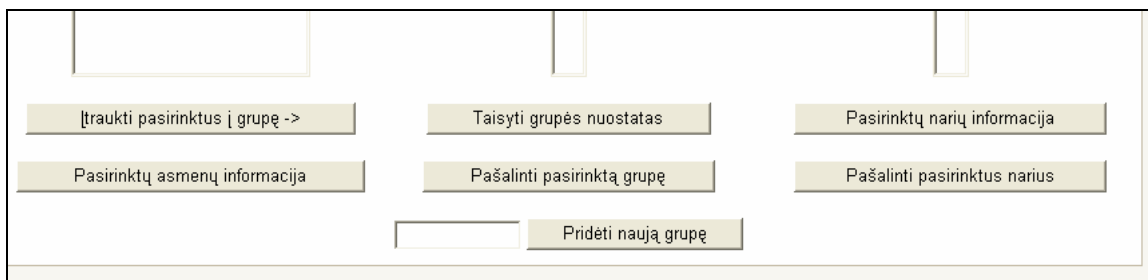 Įtraukti pasirinktus į grupę ->
Taisyti grupės nuostatas
Pasirinktų narių informacija
Pasirinktų asmenų informacija
Pašalinti pasirinktą grupę
Pašalinti pasirinktus narius
Pridėti naują grupę